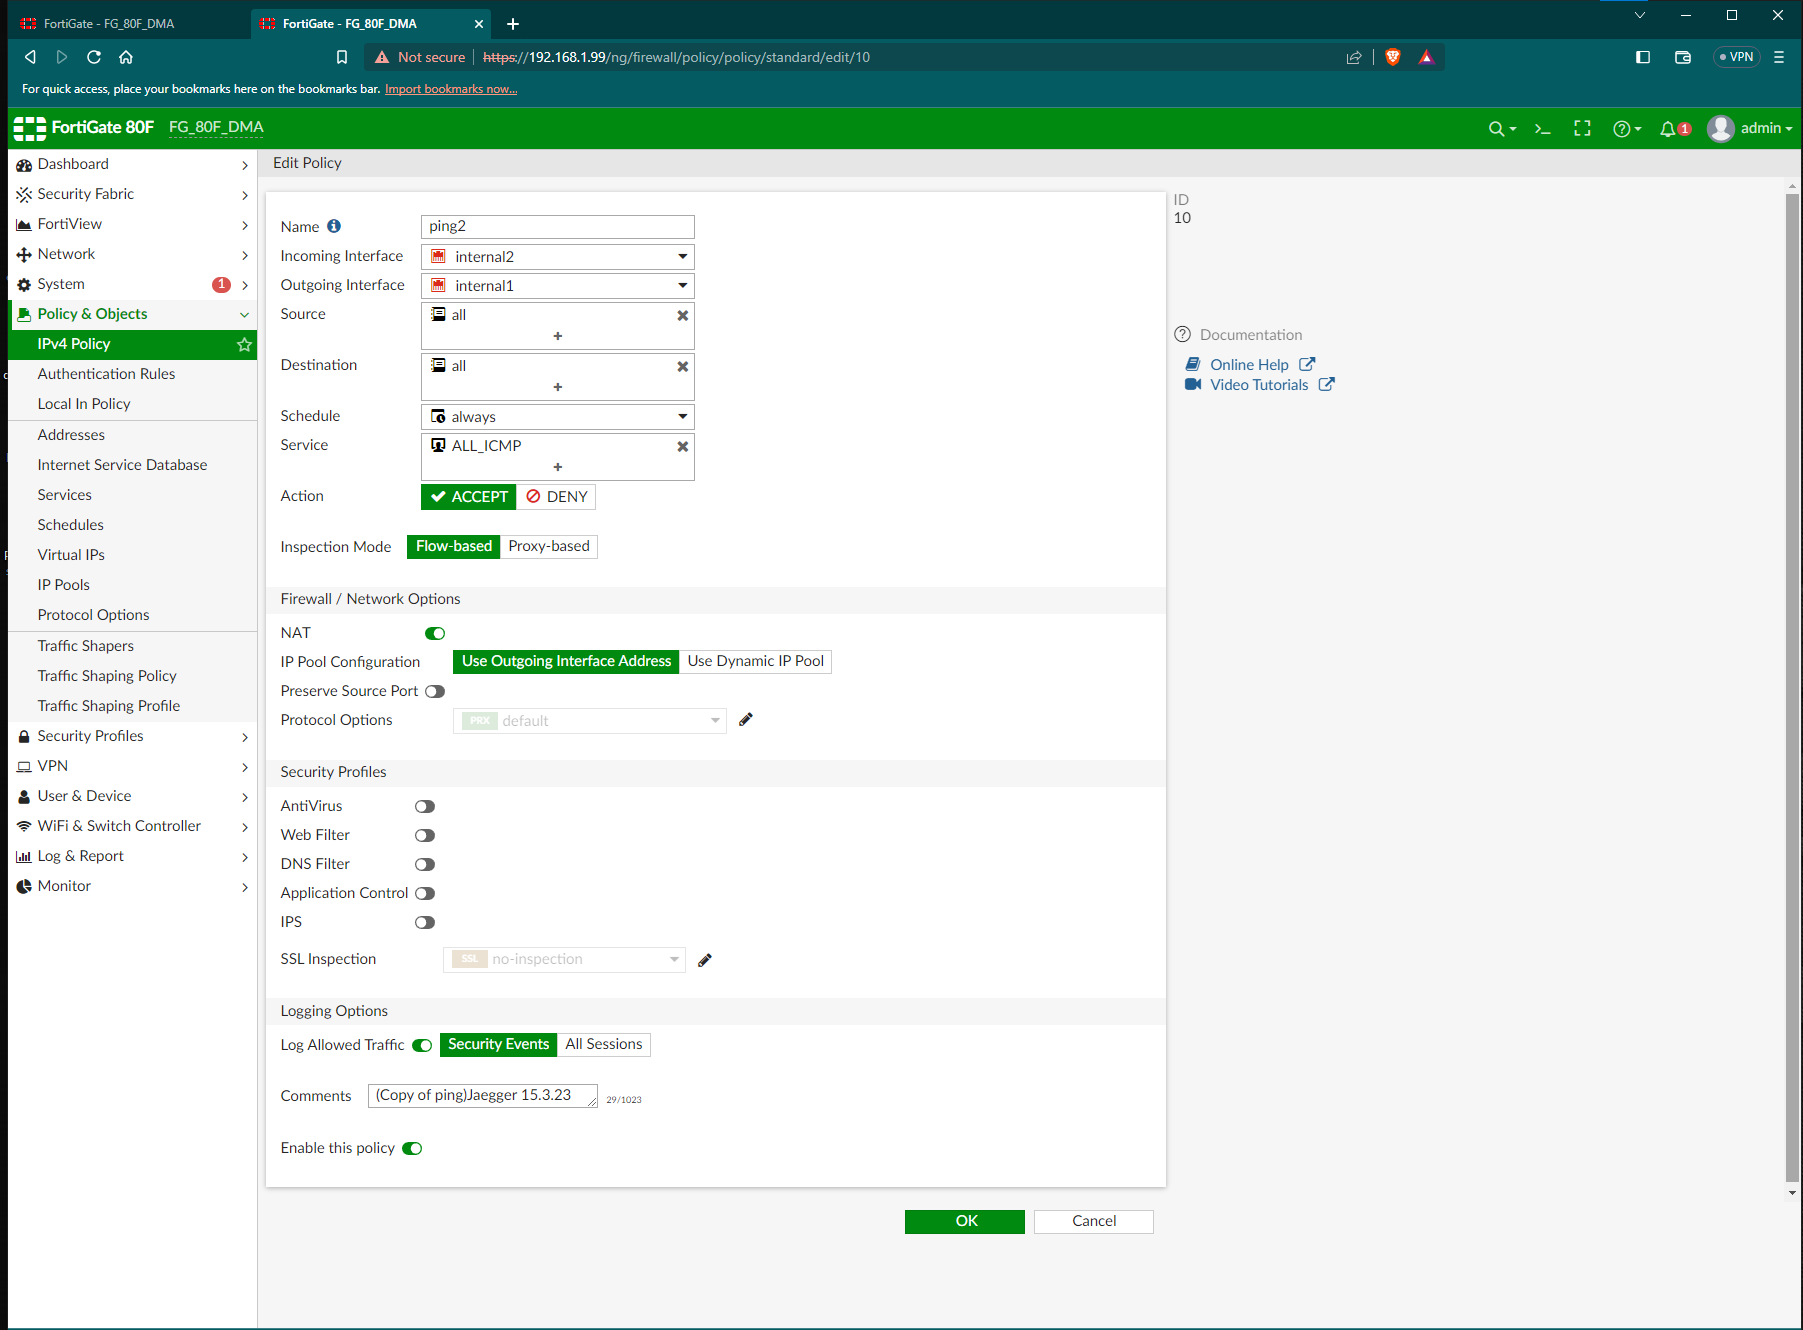 FortiGate - FG_80F_DMA
FortiGate - FG_80F_DMA
Not secure https://192.168.1.99/ng/firewall/policy/policy/standard/edit/10
VPN
For quick access, place your bookmarks here on the bookmarks bar. Import bookmarks now...
FortiGate 80F FG_80F_DMA
1 admin
Dashboard
Security Fabric
FortiView
Network
System 1
Policy & Objects
IPv4 Policy
Authentication Rules
Local In Policy
Addresses
Internet Service Database
Services
Schedules
Virtual IPs
IP Pools
Protocol Options
Traffic Shapers
Traffic Shaping Policy
Traffic Shaping Profile
Security Profiles
VPN
User & Device
WiFi & Switch Controller
Log & Report
Monitor
Edit Policy
Name ping2
Incoming Interface internal2
Outgoing Interface internal1
Source all
+
Destination all
+
Schedule always
Service ALL_ICMP
+
Action ACCEPT DENY
Inspection Mode Flow-based Proxy-based
Firewall / Network Options
NAT
IP Pool Configuration Use Outgoing Interface Address Use Dynamic IP Pool
Preserve Source Port
Protocol Options PRX default
Security Profiles
AntiVirus
Web Filter
DNS Filter
Application Control
IPS
SSL Inspection SSL no-inspection
Logging Options
Log Allowed Traffic Security Events All Sessions
Comments (Copy of ping)Jaegger 15.3.23 29/1023
Enable this policy
OK Cancel
ID
10
Documentation
Online Help
Video Tutorials